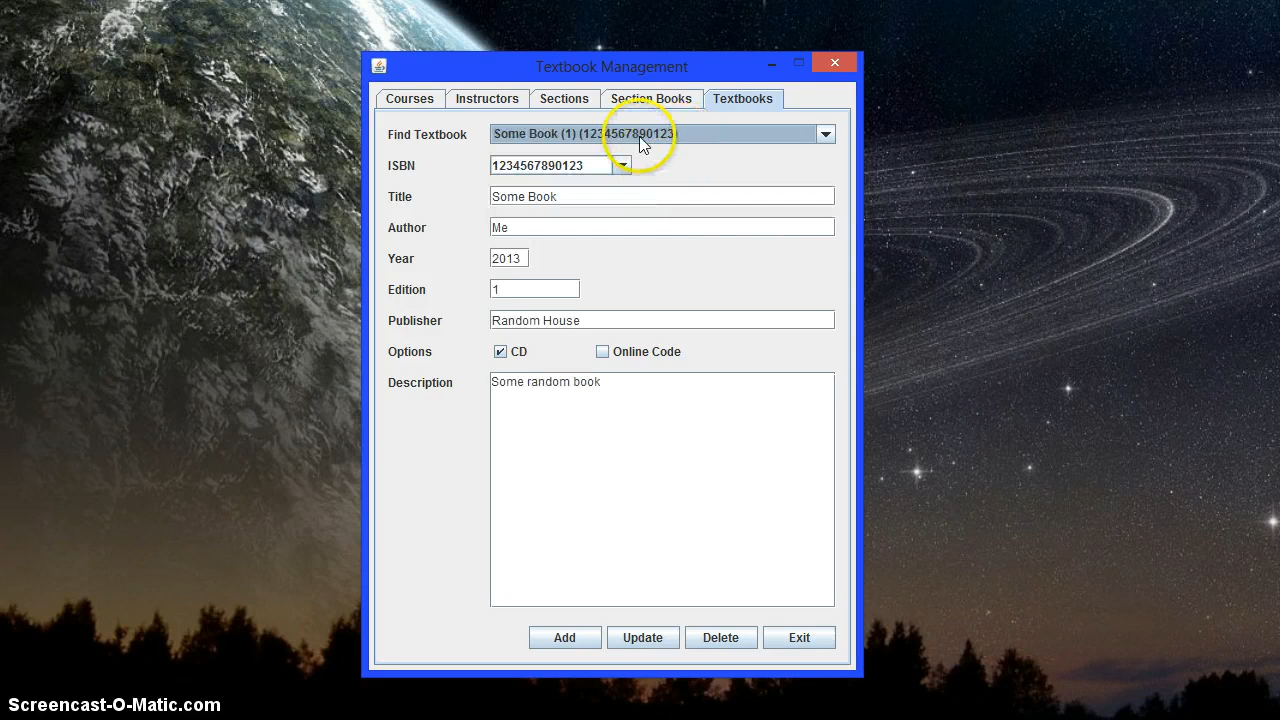 Textbook Management
Courses Instructors Sections Section Books Textbooks
Find Textbook Some Book (1) (1234567890123)
ISBN 1234567890123
Title Some Book
Author Me
Year 2013
Edition 1
Publisher Random House
Options CD Online Code
Description Some random book
Add Update Delete Exit
Screencast-O-Matic.com